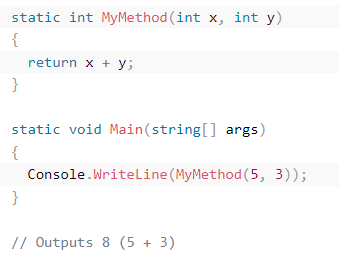 static int MyMethod(int x, int y)
{
  return x + y;
}

static void Main(string[] args)
{
  Console.WriteLine(MyMethod(5, 3));
}

// Outputs 8 (5 + 3)